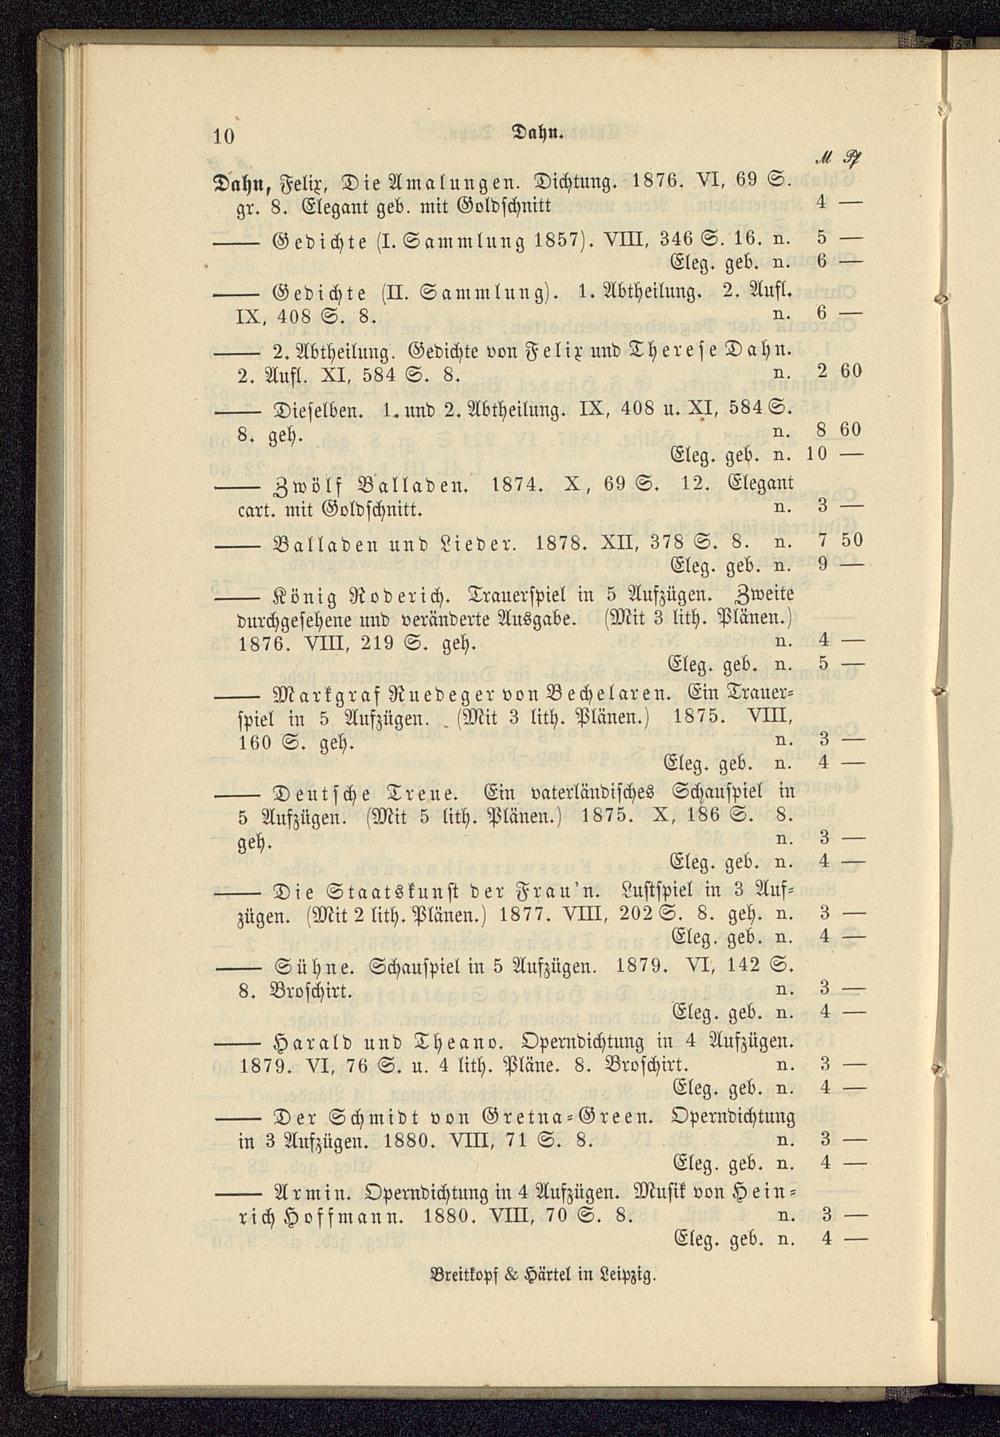 10 Dahn.
M Pf
Dahn, Felix, Die Amalungen. Dichtung. 1876. VI, 69 S.
gr. 8. Elegant geb. mit Goldschnitt 4 —
—— Gedichte (I. Sammlung 1857). VIII, 346 S. 16. n. 5 —
Eleg. geb. n. 6 —
—— Gedichte (II. Sammlung). 1. Abtheilung. 2. Aufl.
IX, 408 S. 8. n. 6 —
—— 2. Abtheilung. Gedichte von Felix und Therese Dahn.
2. Aufl. XI, 584 S. 8. n. 2 60
—— Dieselben. 1. und 2. Abtheilung. IX, 408 u. XI, 584 S.
8. geh. n. 8 60
Eleg. geb. n. 10 —
—— Zwölf Balladen. 1874. X, 69 S. 12. Elegant
cart. mit Goldschnitt. n. 3 —
—— Balladen und Lieder. 1878. XII, 378 S. 8. n. 7 50
Eleg. geb. n. 9 —
—— König Roderich. Trauerspiel in 5 Aufzügen. Zweite
durchgesehene und veränderte Ausgabe. (Mit 3 lith. Plänen.)
1876. VIII, 219 S. geh. n. 4 —
Eleg. geb. n. 5 —
—— Markgraf Ruedeger von Bechelaren. Ein Trauer-
spiel in 5 Aufzügen. (Mit 3 lith. Plänen.) 1875. VIII,
160 S. geh. n. 3 —
Eleg. geb. n. 4 —
—— Deutsche Treue. Ein vaterländisches Schauspiel in
5 Aufzügen. (Mit 5 lith. Plänen.) 1875. X, 186 S. 8.
geh. n. 3 —
Eleg. geb. n. 4 —
—— Die Staatskunst der Frau'n. Lustspiel in 3 Auf-
zügen. (Mit 2 lith. Plänen.) 1877. VIII, 202 S. 8. geh. n. 3 —
Eleg. geb. n. 4 —
—— Sühne. Schauspiel in 5 Aufzügen. 1879. VI, 142 S.
8. Broschirt. n. 3 —
Eleg. geb. n. 4 —
—— Harald und Theano. Operndichtung in 4 Aufzügen.
1879. VI, 76 S. u. 4 lith. Pläne. 8. Broschirt. n. 3 —
Eleg. geb. n. 4 —
—— Der Schmidt von Gretna-Green. Operndichtung
in 3 Aufzügen. 1880. VIII, 71 S. 8. n. 3 —
Eleg. geb. n. 4 —
—— Armin. Operndichtung in 4 Aufzügen. Musik von Hein-
rich Hoffmann. 1880. VIII, 70 S. 8. n. 3 —
Eleg. geb. n. 4 —
Breitkopf & Härtel in Leipzig.